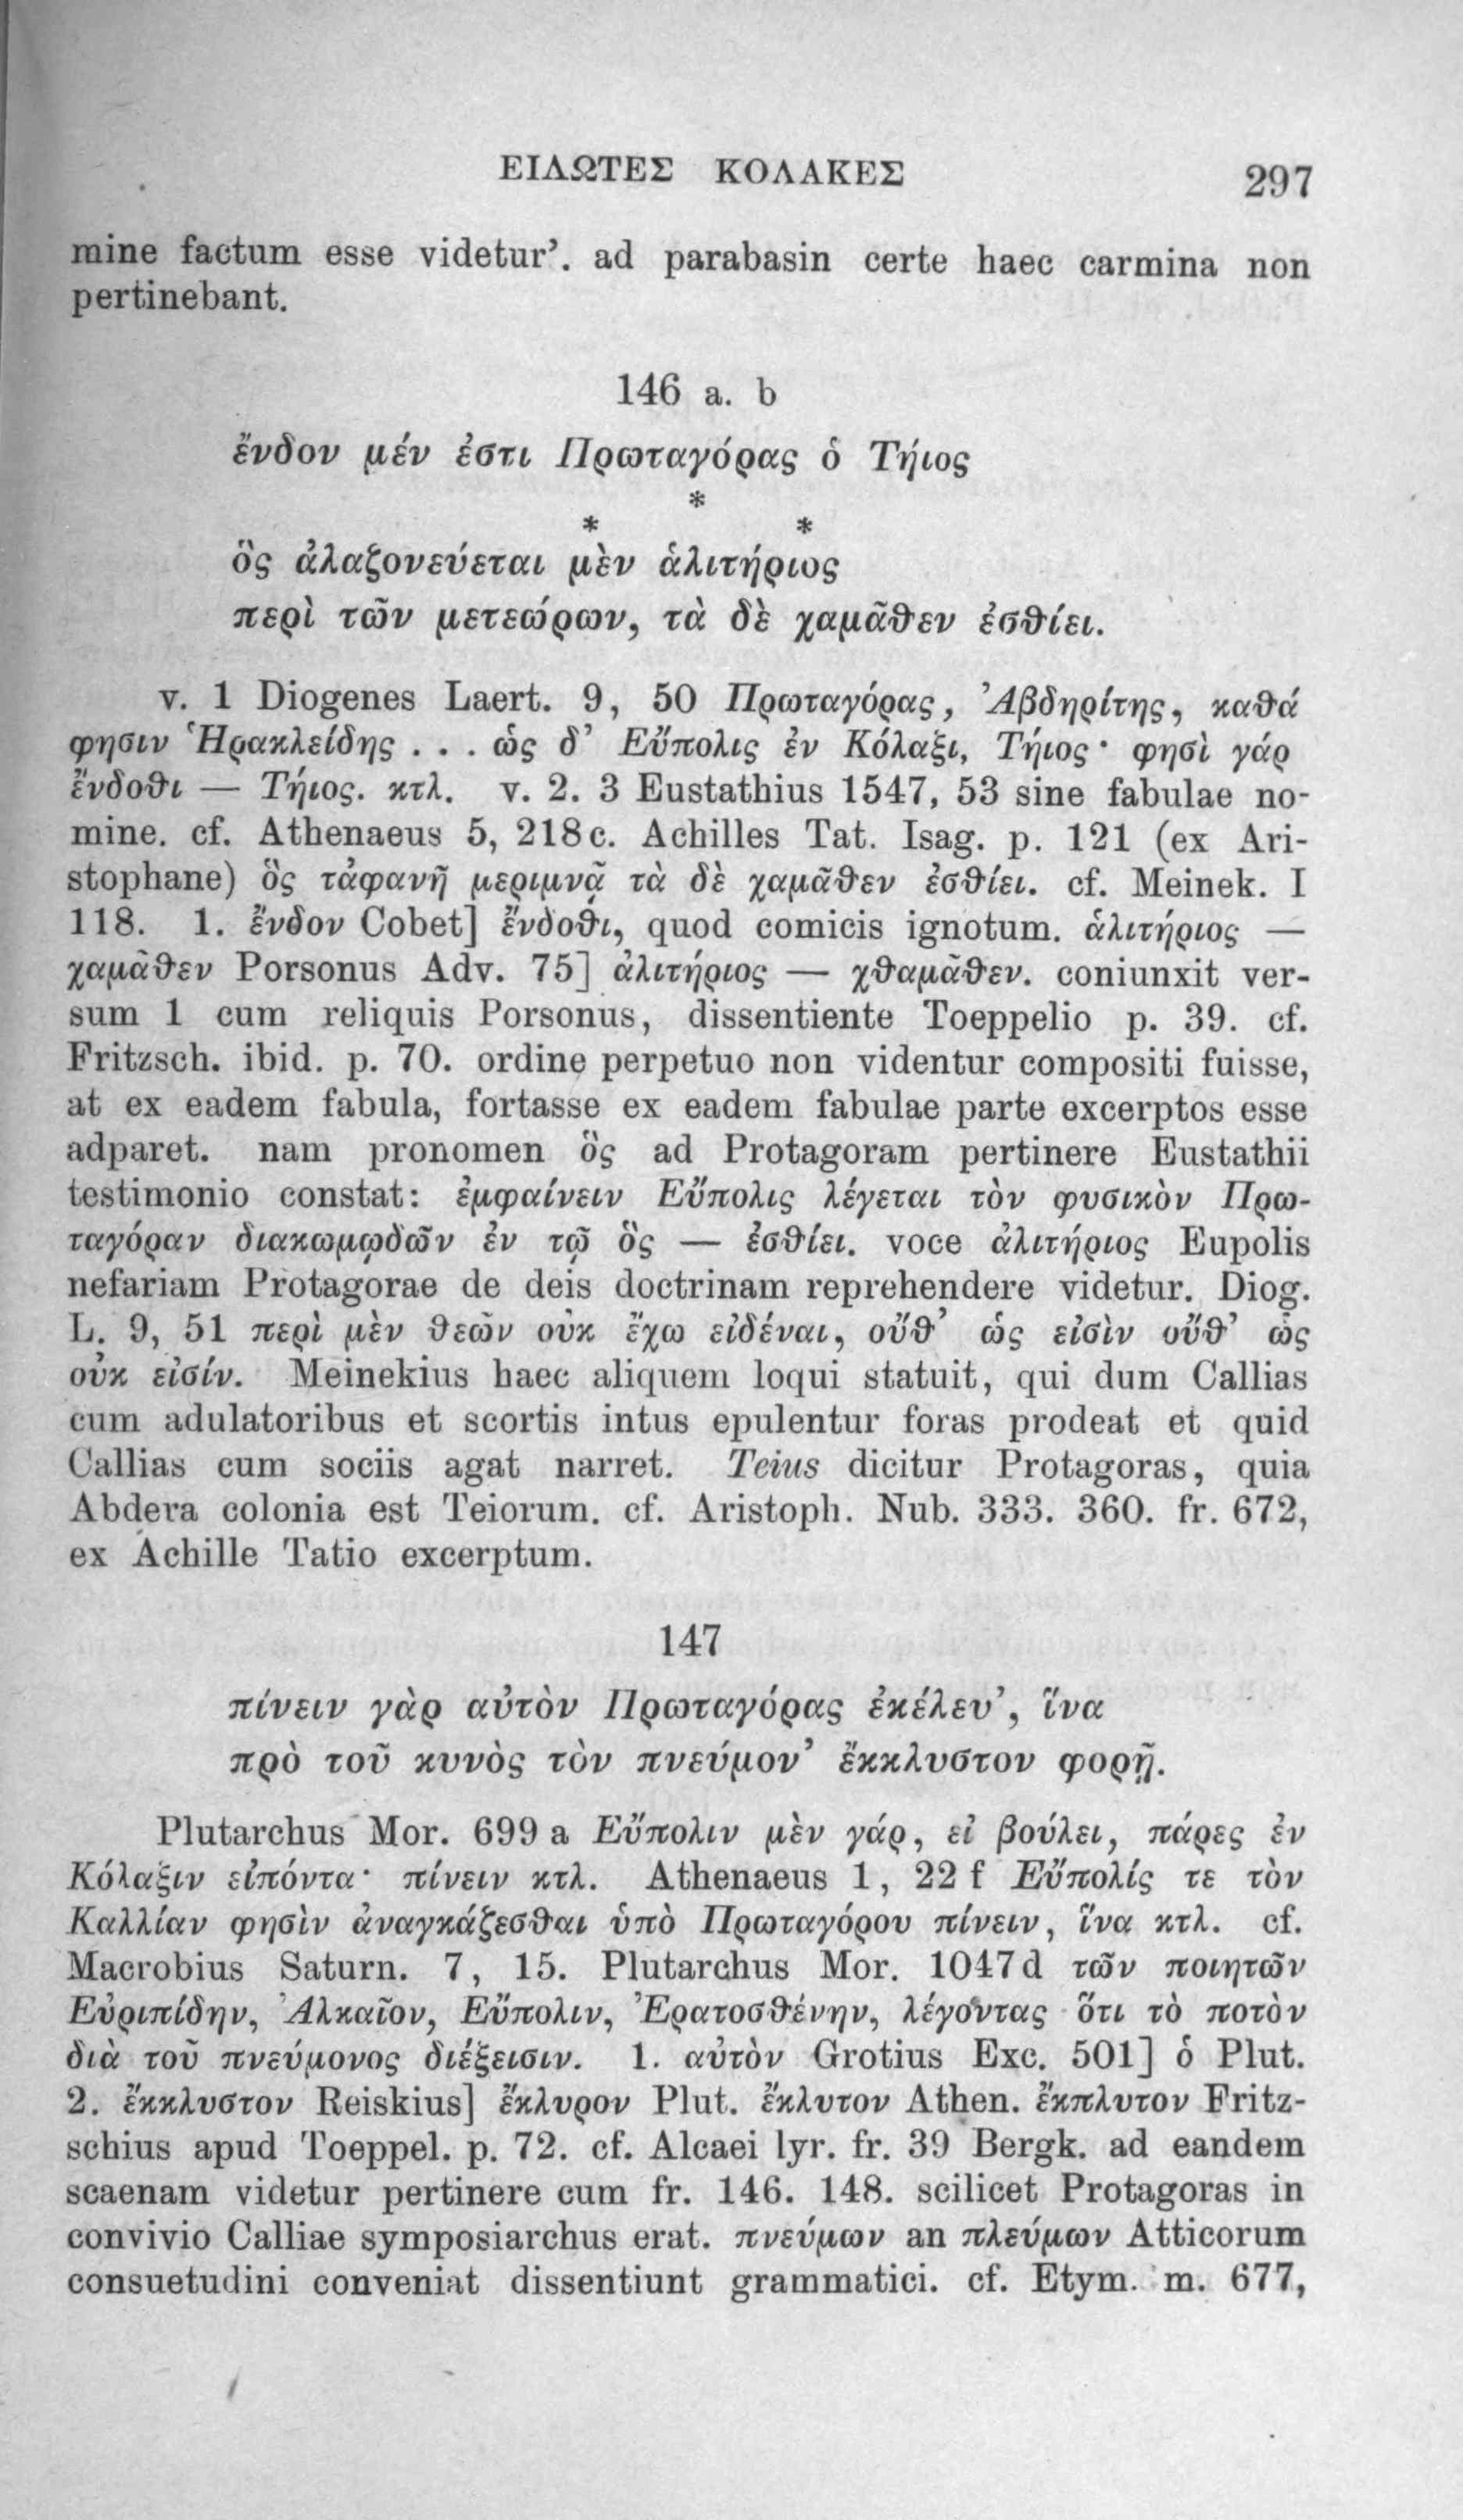 ΕΙΛΩΤΕΣ ΚΟΛΑΚΕΣ 297
mine factum esse videtur’. ad parabasin certe haec carmina non
pertinebant.
146 a. b
ἔνδον μέν ἐστι Πρωταγόρας ὁ Τήιος
*
* *
ὃς ἀλαζονεύεται μὲν ἁλιτήριος
περὶ τῶν μετεώρων, τὰ δὲ χαμᾶθεν ἐσθίει.
v. 1 Diogenes Laert. 9, 50 Πρωταγόρας, Ἀβδηρίτης, καθά
φησιν Ἡρακλείδης . . . ὡς δ’ Εὔπολις ἐν Κόλαξι, Τήιος· φησὶ γάρ
ἔνδοθι — Τήιος. κτλ. v. 2. 3 Eustathius 1547, 53 sine fabulae no-
mine. cf. Athenaeus 5, 218c. Achilles Tat. Isag. p. 121 (ex Ari-
stophane) ὃς τἀφανῆ μεριμνᾷ τὰ δὲ χαμᾶθεν ἐσθίει. cf. Meinek. I
118. 1. ἔνδον Cobet] ἔνδοθι, quod comicis ignotum. ἁλιτήριος —
χαμᾶθεν Porsonus Adv. 75] ἀλιτήριος — χθαμᾶθεν. coniunxit ver-
sum 1 cum reliquis Porsonus, dissentiente Toeppelio p. 39. cf.
Fritzsch. ibid. p. 70. ordine perpetuo non videntur compositi fuisse,
at ex eadem fabula, fortasse ex eadem fabulae parte excerptos esse
adparet. nam pronomen ὃς ad Protagoram pertinere Eustathii
testimonio constat: ἐμφαίνειν Εὔπολις λέγεται τὸν φυσικὸν Πρω-
ταγόραν διακωμῳδῶν ἐν τῷ ὃς — ἐσθίει. voce ἀλιτήριος Eupolis
nefariam Protagorae de deis doctrinam reprehendere videtur. Diog.
L. 9, 51 περὶ μὲν θεῶν οὐκ ἔχω εἰδέναι, οὔθ’ ὡς εἰσὶν οὔθ’ ὡς
οὐκ εἰσίν. Meinekius haec aliquem loqui statuit, qui dum Callias
cum adulatoribus et scortis intus epulentur foras prodeat et quid
Callias cum sociis agat narret. Teius dicitur Protagoras, quia
Abdera colonia est Teiorum. cf. Aristoph. Nub. 333. 360. fr. 672,
ex Achille Tatio excerptum.
147
πίνειν γὰρ αὐτὸν Πρωταγόρας ἐκέλευ’, ἵνα
πρὸ τοῦ κυνὸς τὸν πνεύμον’ ἔκκλυστον φορῇ.
Plutarchus Mor. 699 a Εὔπολιν μὲν γάρ, εἰ βούλει, πάρες ἐν
Κόλαξιν εἰπόντα· πίνειν κτλ. Athenaeus 1, 22 f Εὔπολίς τε τὸν
Καλλίαν φησὶν ἀναγκάζεσθαι ὑπὸ Πρωταγόρου πίνειν, ἵνα κτλ. cf.
Macrobius Saturn. 7, 15. Plutarchus Mor. 1047d τῶν ποιητῶν
Εὐριπίδην, Ἀλκαῖον, Εὔπολιν, Ἐρατοσθένην, λέγοντας ὅτι τὸ ποτὸν
διὰ τοῦ πνεύμονος διέξεισιν. 1. αὐτὸν Grotius Exc. 501] ὁ Plut.
2. ἔκκλυστον Reiskius] ἔκλυρον Plut. ἔκλυτον Athen. ἔκπλυτον Fritz-
schius apud Toeppel. p. 72. cf. Alcaei lyr. fr. 39 Bergk. ad eandem
scaenam videtur pertinere cum fr. 146. 148. scilicet Protagoras in
convivio Calliae symposiarchus erat. πνεύμων an πλεύμων Atticorum
consuetudini conveniat dissentiunt grammatici. cf. Etym. m. 677,